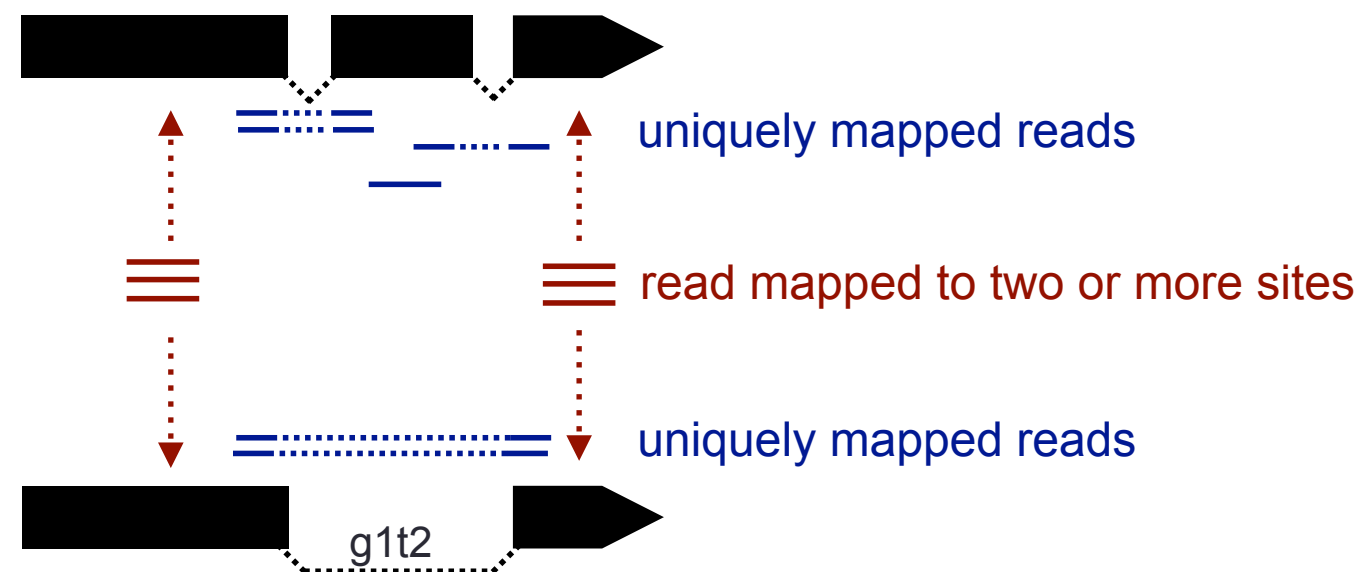 uniquely mapped reads
read mapped to two or more sites
uniquely mapped reads
g1t2